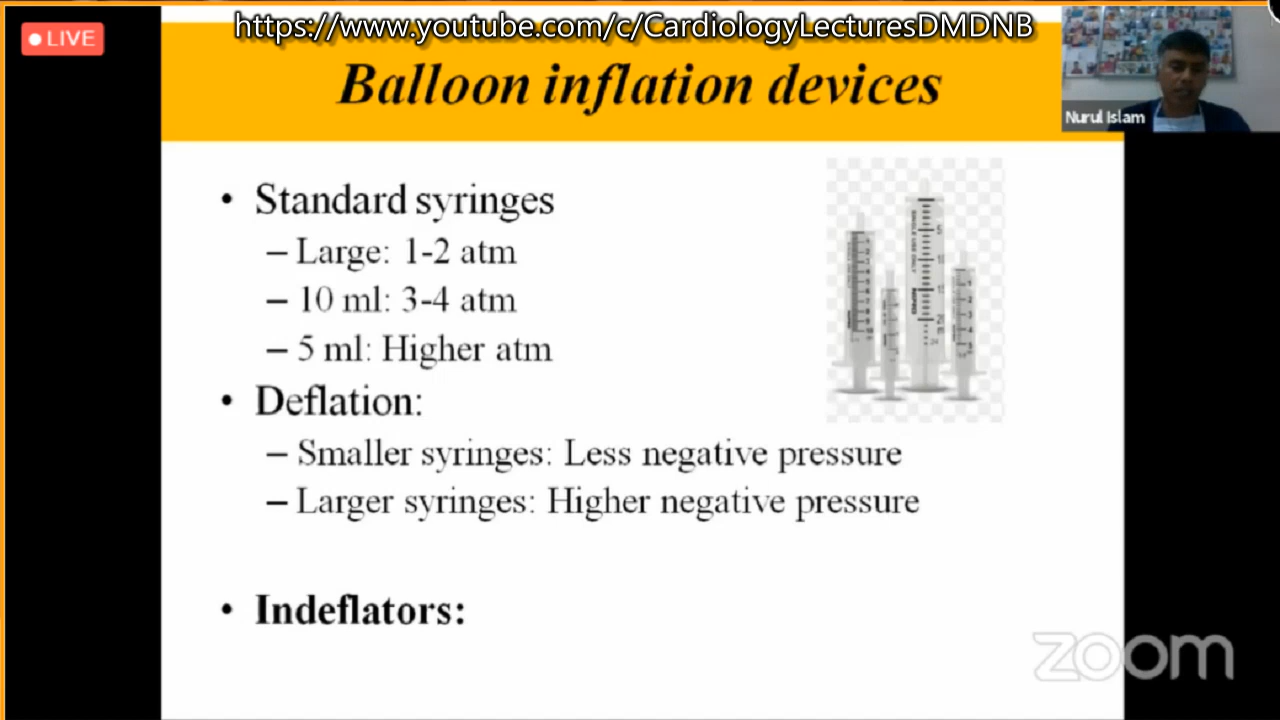 https://www.youtube.com/c/CardiologyLecturesDMDNB
LIVE
Balloon inflation devices
Nurul Islam
• Standard syringes
– Large: 1-2 atm
– 10 ml: 3-4 atm
– 5 ml: Higher atm
• Deflation:
– Smaller syringes: Less negative pressure
– Larger syringes: Higher negative pressure
• Indeflators:
zoom